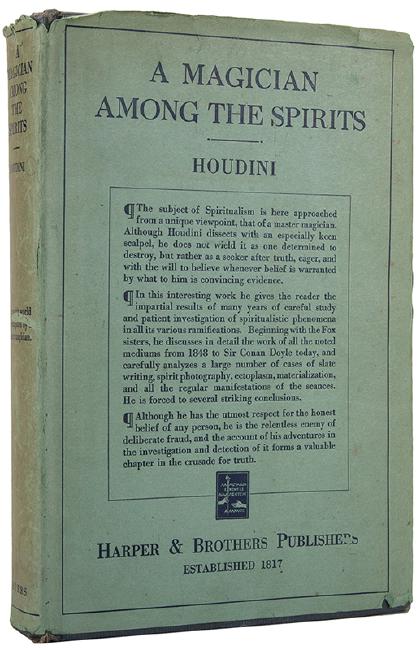 A
MAGICIAN
AMONG
THE
SPIRITS
A MAGICIAN
AMONG THE SPIRITS
HOUDINI
¶The subject of Spiritualism is here approached
from a unique viewpoint, that of a master magician.
Although Houdini dissects with an especially keen
scalpel, he does not wield it as one determined to
destroy, but rather as a seeker after truth, eager, and
with the will to believe whenever belief is warranted
by what to him is convincing evidence.
¶In this interesting work he gives the reader the
impartial results of many years of careful study
and patient investigation of spiritualistic phenomena
in all its various ramifications. Beginning with the Fox
sisters, he discusses in detail the work of all the noted
mediums from 1848 to Sir Conan Doyle today, and
carefully analyzes a large number of cases of slate
writing, spirit photography, ectoplasm, materialization,
and all the regular manifestations of the seances.
He is forced to several striking conclusions.
¶Although he has the utmost respect for the honest
belief of any person, he is the relentless enemy of
deliberate fraud, and the account of his adventures in
the investigation and detection of it forms a valuable
chapter in the crusade for truth.
HARPER & BROTHERS PUBLISHERS
ESTABLISHED 1817